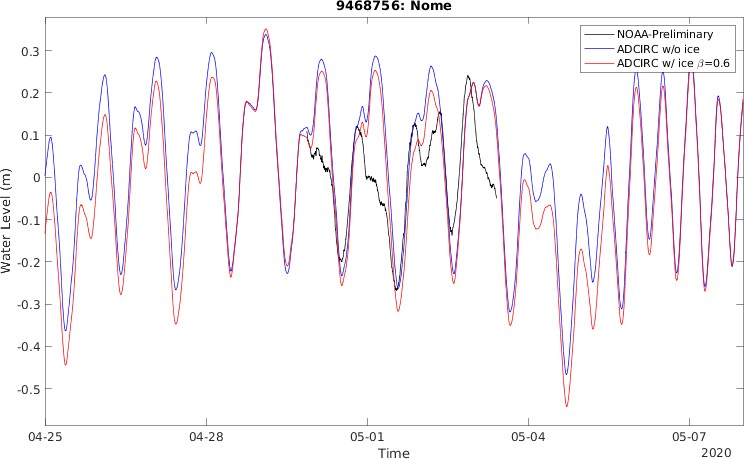 9468756: Nome
NOAA-Preliminary
ADCIRC w/o ice
ADCIRC w/ ice β=0.6
Water Level (m)
0.3
0.2
0.1
0
-0.1
-0.2
-0.3
-0.4
-0.5
04-25 04-28 05-01 05-04 05-07
Time
2020